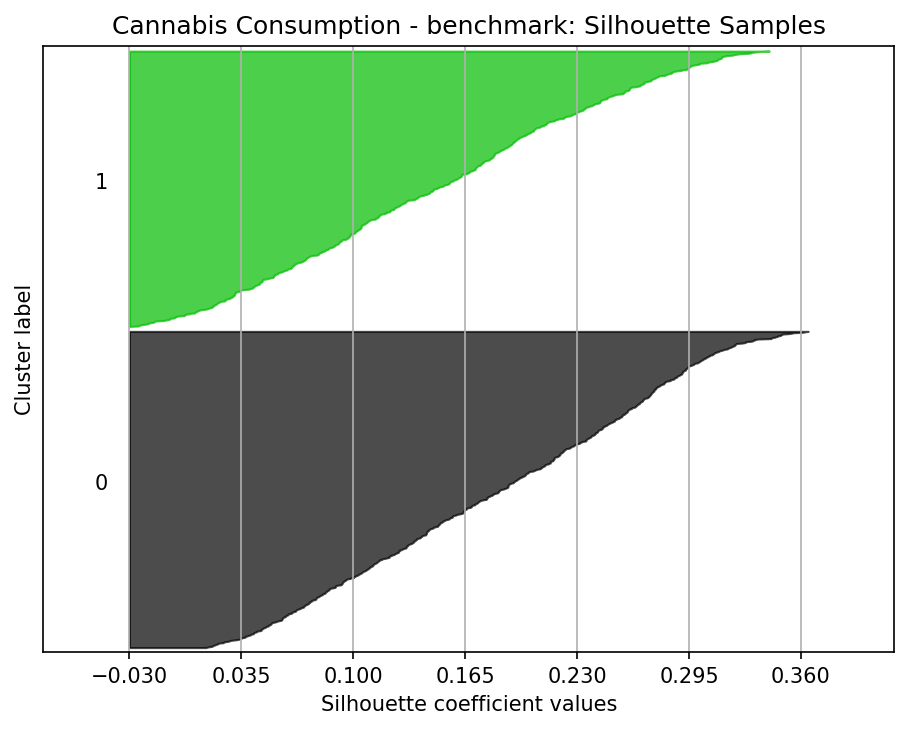 Cannabis Consumption - benchmark: Silhouette Samples
1
0
Cluster label
−0.030 0.035 0.100 0.165 0.230 0.295 0.360
Silhouette coefficient values